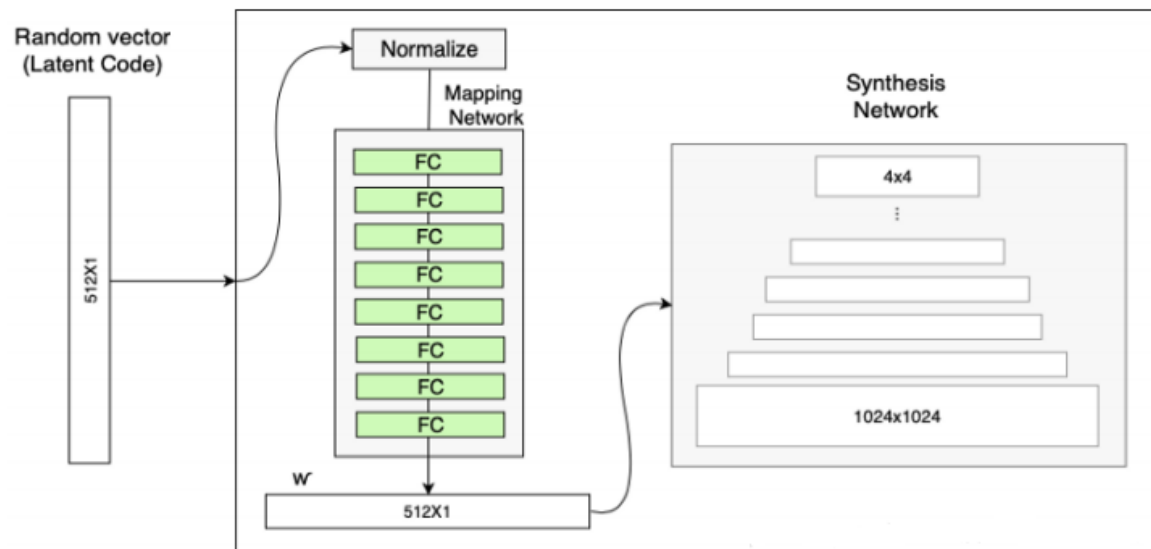 Random vector
(Latent Code)
512X1
Normalize
Mapping
Network
FC
FC
FC
FC
FC
FC
FC
FC
w
512X1
Synthesis
Network
4x4
⋮
1024x1024